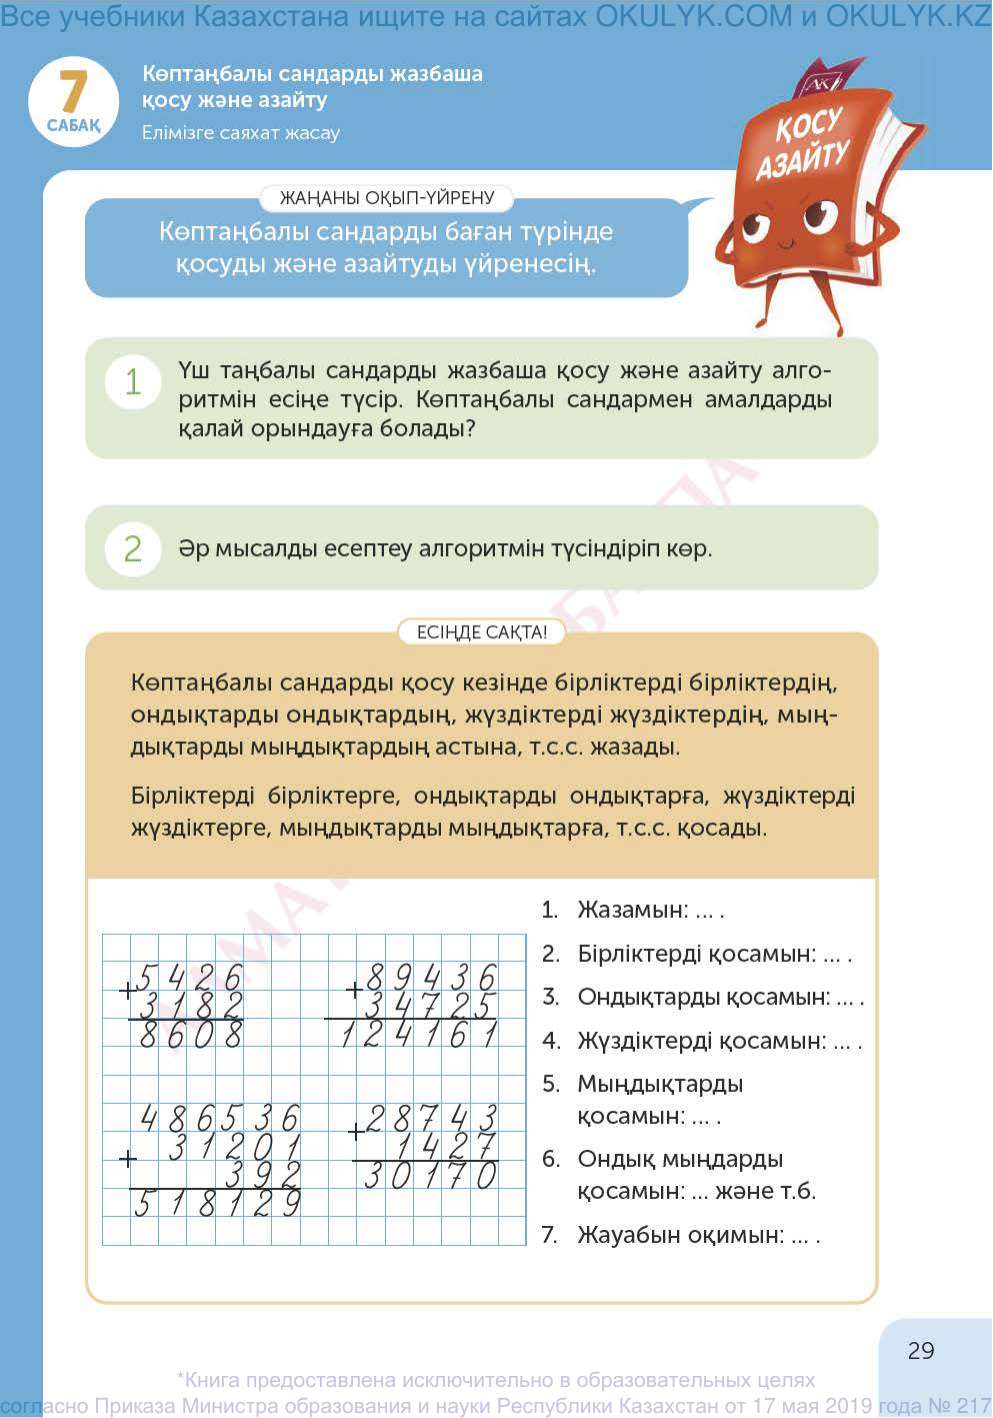 Все учебники Казахстана ищите на сайтах OKULYK.COM и OKULYK.KZ
7
САБАҚ
Көптаңбалы сандарды жазбаша
қосу және азайту
Елімізге саяхат жасау
АК
ҚОСУ
АЗАЙТУ
ЖАҢАНЫ ОҚЫП-ҮЙРЕНУ
Көптаңбалы сандарды баған түрінде
қосуды және азайтуды үйренесің.
1
Үш таңбалы сандарды жазбаша қосу және азайту алго-
ритмін есіңе түсір. Көптаңбалы сандармен амалдарды
қалай орындауға болады?
2
Әр мысалды есептеу алгоритмін түсіндіріп көр.
ЕСІҢДЕ САҚТА!
Көптаңбалы сандарды қосу кезінде бірліктерді бірліктердің,
ондықтарды ондықтардың, жүздіктерді жүздіктердің, мың-
дықтарды мыңдықтардың астына, т.с.с. жазады.
Бірліктерді бірліктерге, ондықтарды ондықтарға, жүздіктерді
жүздіктерге, мыңдықтарды мыңдықтарға, т.с.с. қосады.
+5426
3182
8608
+89436
34725
124161
486536
+ 31201
392
518129
+28743
1427
30170
1. Жазамын: ... .
2. Бірліктерді қосамын: ... .
3. Ондықтарды қосамын: ... .
4. Жүздіктерді қосамын: ... .
5. Мыңдықтарды
қосамын: ... .
6. Ондық мыңдарды
қосамын: ... және т.б.
7. Жауабын оқимын: ... .
29
*Книга предоставлена исключительно в образовательных целях
согласно Приказа Министра образования и науки Республики Казахстан от 17 мая 2019 года № 217